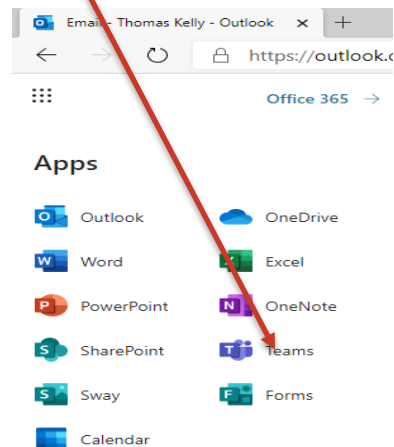 Email - Thomas Kelly - Outlook
https://outlook.
Office 365 →
Apps
Outlook OneDrive
Word Excel
PowerPoint OneNote
SharePoint Teams
Sway Forms
Calendar